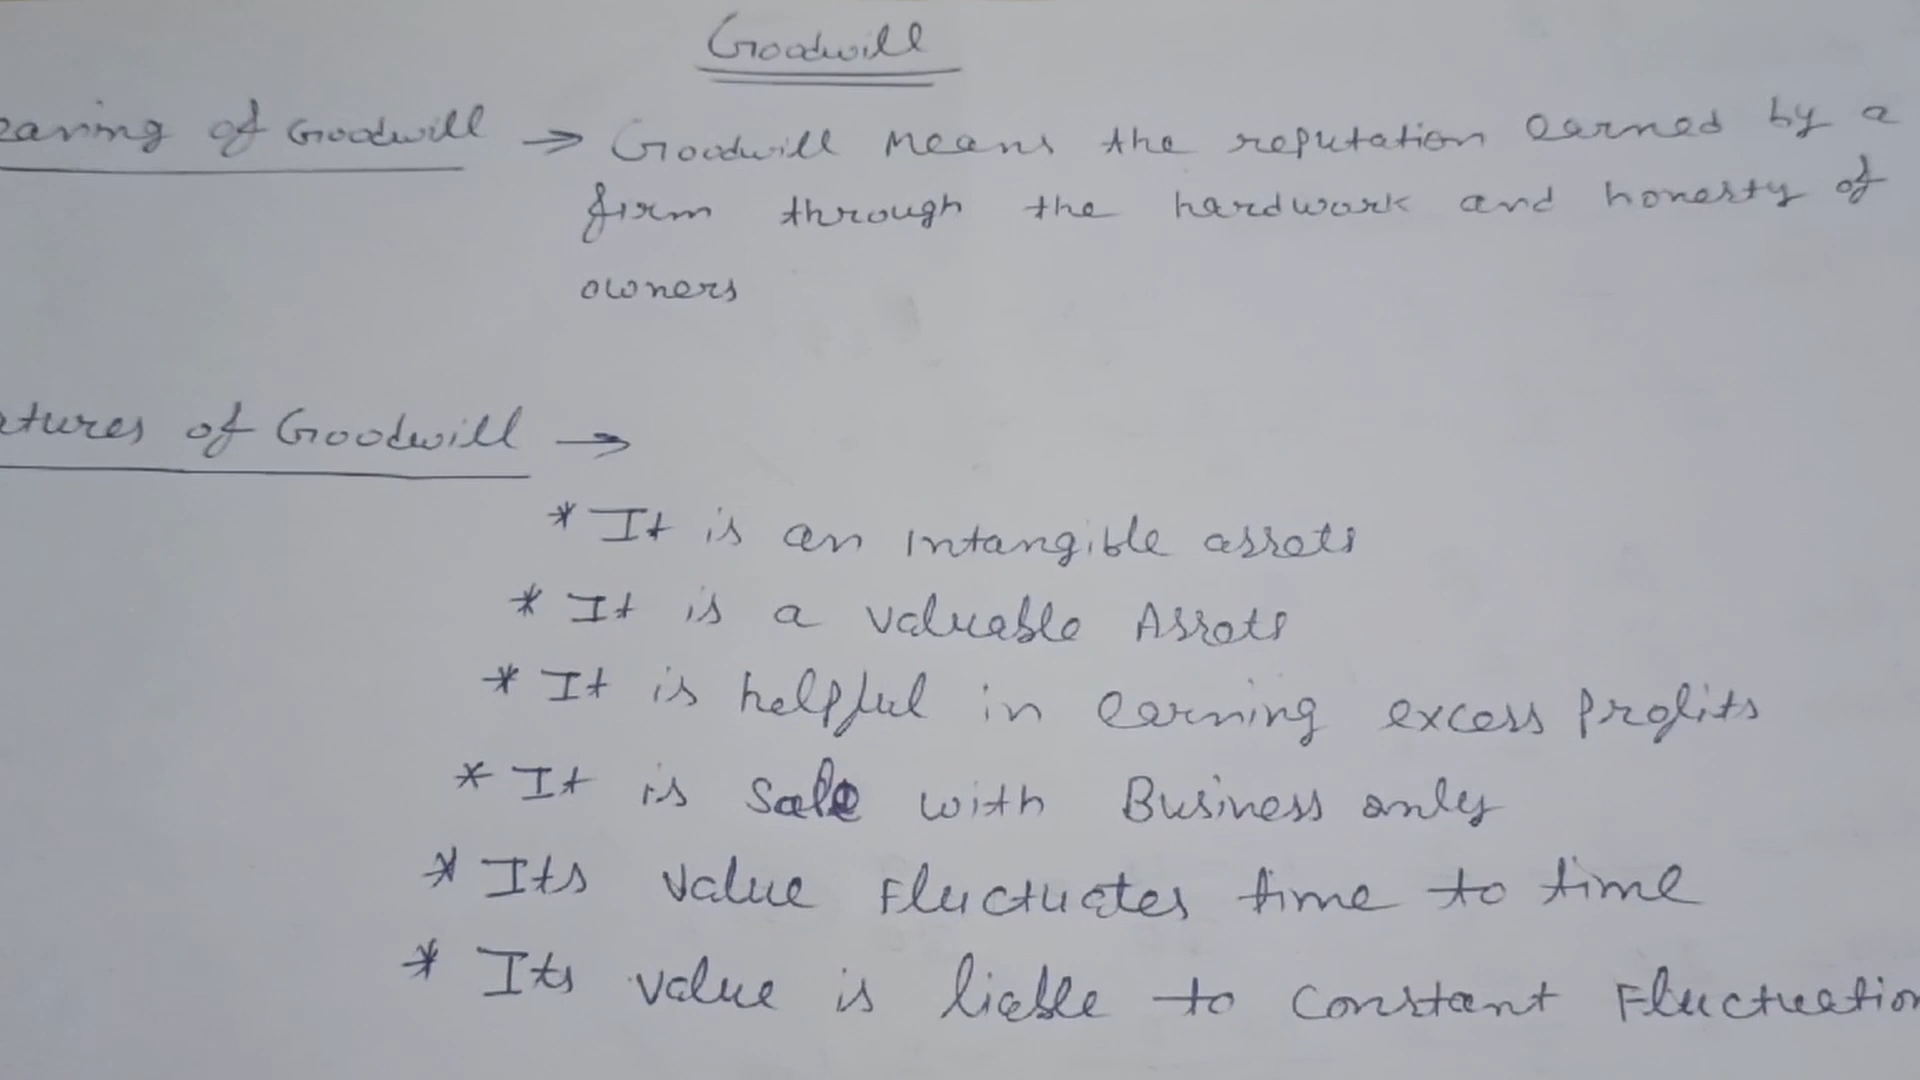 Goodwill
eaning of Goodwill → Goodwill Means the reputation earned by a
firm through the hardwork and honesty of
owners
atures of Goodwill →
* It is an intangible assets
* It is a valuable Assets
* It is helpful in earning excess profits
* It is Sale with Business only
* Its value Fluctuates time to time
* Its value is liable to constant Fluctuation